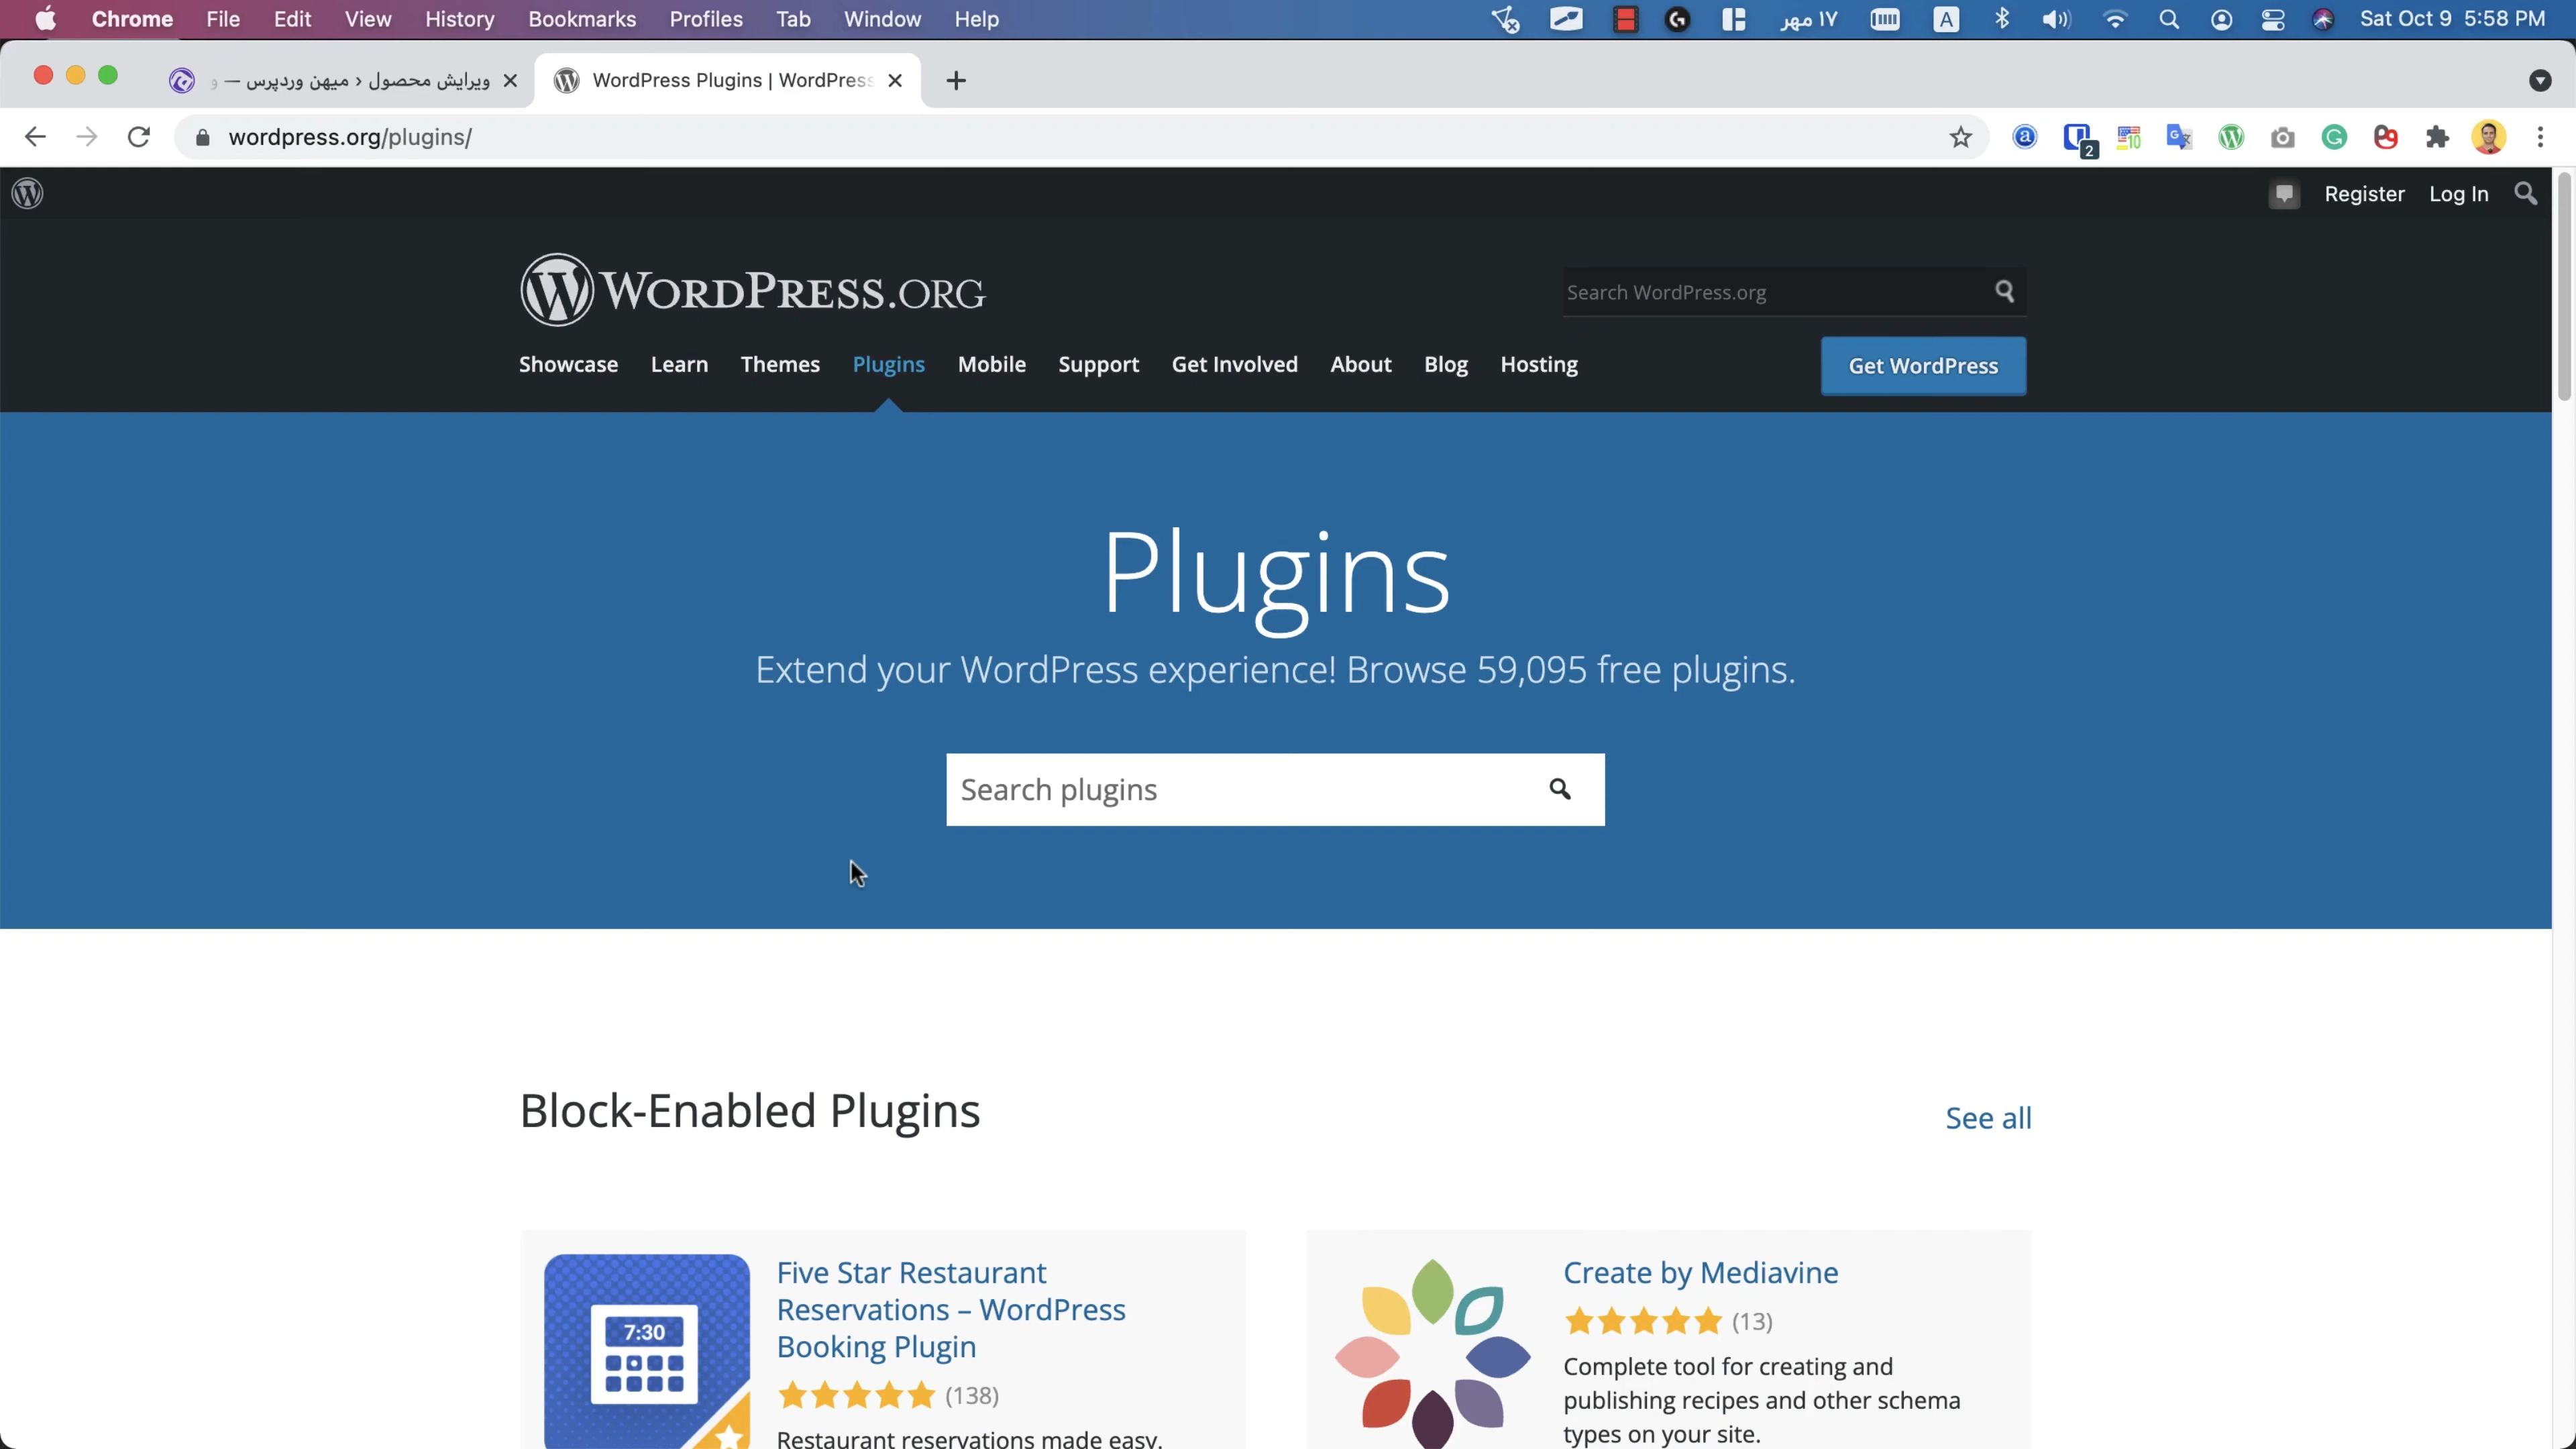 Chrome File Edit View History Bookmarks Profiles Tab Window Help ۱۷ مهر A Sat Oct 9 5:58 PM
ویرایش محصول ‹ میهن وردپرس — و
WordPress Plugins | WordPress
wordpress.org/plugins/
2
10
Register Log In
WORDPRESS.ORG
Search WordPress.org
Showcase Learn Themes Plugins Mobile Support Get Involved About Blog Hosting
Get WordPress
Plugins
Extend your WordPress experience! Browse 59,095 free plugins.
Search plugins
Block-Enabled Plugins
See all
7:30
Five Star Restaurant
Reservations – WordPress
Booking Plugin
(138)
Restaurant reservations made easy.
Create by Mediavine
(13)
Complete tool for creating and
publishing recipes and other schema
types on your site.